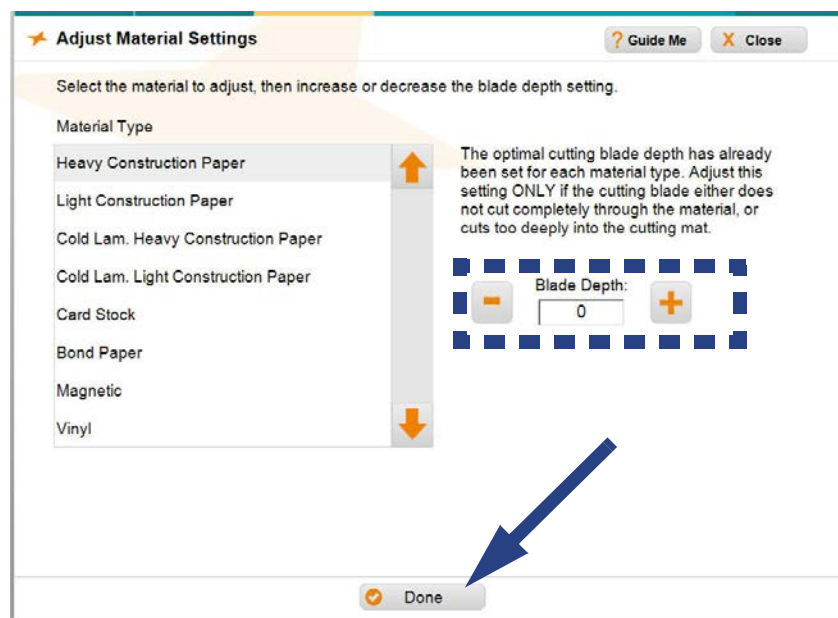 Adjust Material Settings
? Guide Me
X Close
Select the material to adjust, then increase or decrease the blade depth setting.
Material Type
Heavy Construction Paper
Light Construction Paper
Cold Lam. Heavy Construction Paper
Cold Lam. Light Construction Paper
Card Stock
Bond Paper
Magnetic
Vinyl
The optimal cutting blade depth has already
been set for each material type. Adjust this
setting ONLY if the cutting blade either does
not cut completely through the material, or
cuts too deeply into the cutting mat.
Blade Depth:
- 0 +
Done